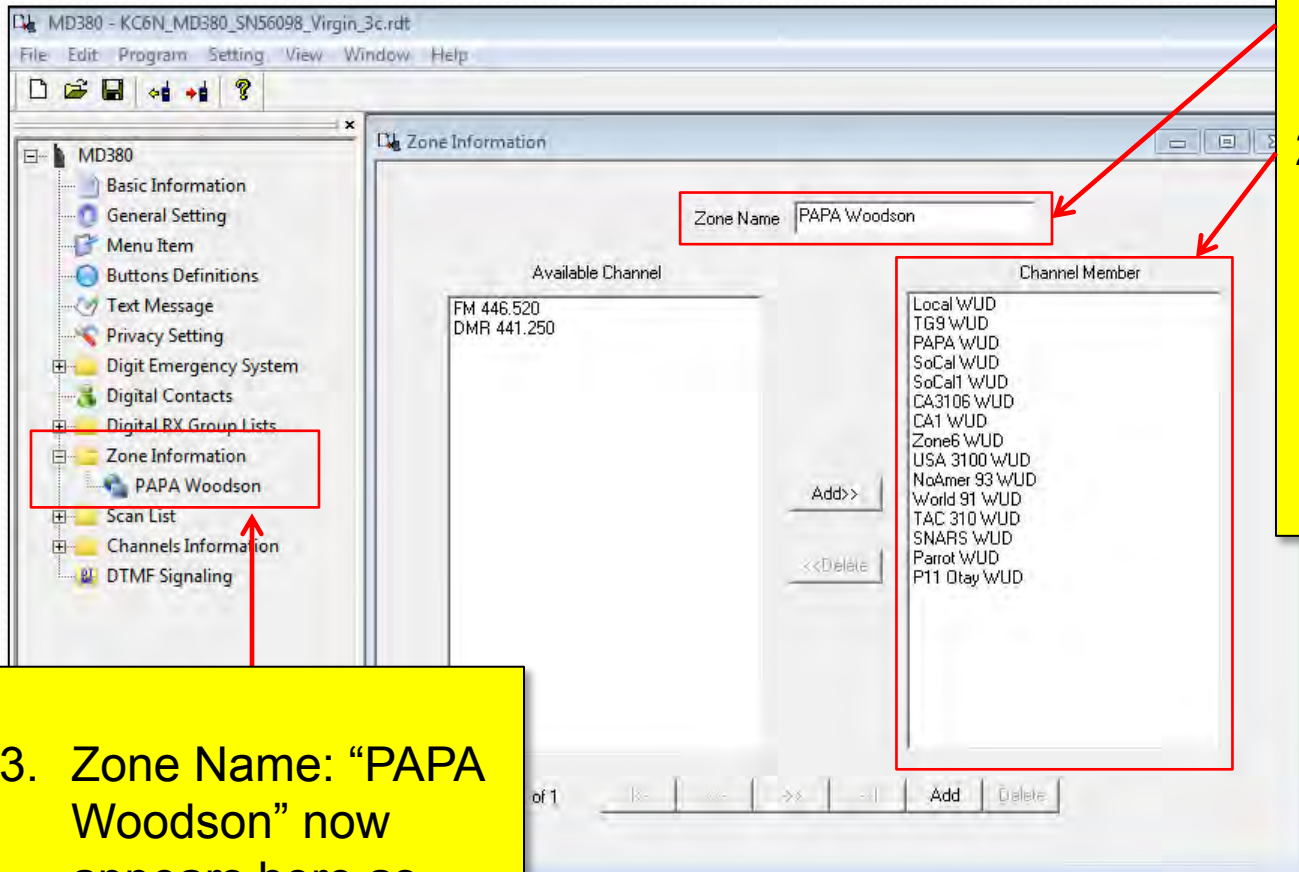 MD380 - KC6N_MD380_SN56098_Virgin_3c.rdt
File Edit Program Setting View Window Help
MD380
Basic Information
General Setting
Menu Item
Buttons Definitions
Text Message
Privacy Setting
Digit Emergency System
Digital Contacts
Digital RX Group Lists
Zone Information
PAPA Woodson
Scan List
Channels Information
DTMF Signaling
Zone Information
Zone Name PAPA Woodson
Available Channel
FM 446.520
DMR 441.250
Add>>
<<Delete
Channel Member
Local WUD
TG9 WUD
PAPA WUD
SoCal WUD
SoCal1 WUD
CA3106 WUD
CA1 WUD
Zone6 WUD
USA 3100 WUD
NoAmer 93 WUD
World 91 WUD
TAC 310 WUD
SNARS WUD
Parrot WUD
P11 Otay WUD
of 1 |<- <<- ->> ->| Add Delete
3. Zone Name: “PAPA
Woodson” now
appears here as